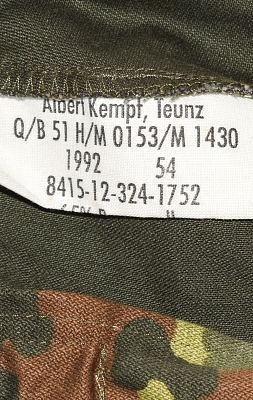 Albert Kempf, Teunz
Q/B 51 H/M 0153/M 1430
1992 54
8415-12-324-1752